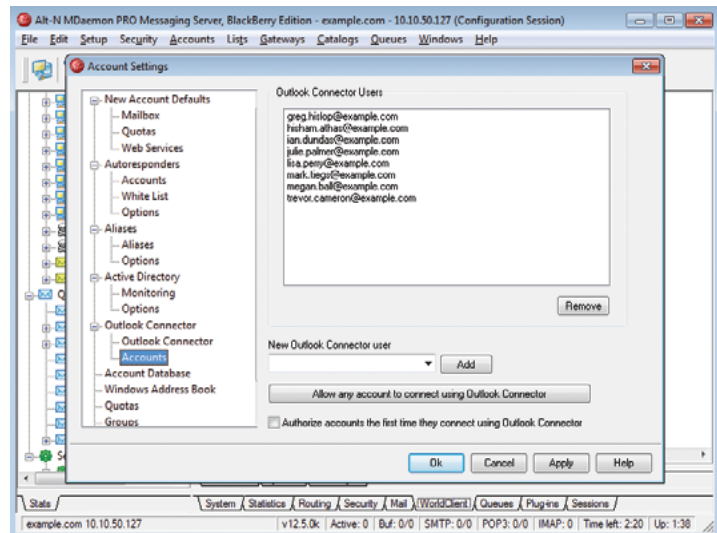 Alt-N MDaemon PRO Messaging Server, BlackBerry Edition - example.com - 10.10.50.127 (Configuration Session)
File Edit Setup Security Accounts Lists Gateways Catalogs Queues Windows Help
Account Settings
New Account Defaults
Mailbox
Quotas
Web Services
Autoresponders
Accounts
White List
Options
Aliases
Aliases
Options
Active Directory
Monitoring
Options
Outlook Connector
Outlook Connector
Accounts
Account Database
Windows Address Book
Quotas
Groups
Outlook Connector Users
greg.hislop@example.com
hisham.athas@example.com
ian.dundas@example.com
julie.palmer@example.com
lisa.perry@example.com
mark.tiegs@example.com
megan.ball@example.com
trevor.cameron@example.com
Remove
New Outlook Connector user
Add
Allow any account to connect using Outlook Connector
Authorize accounts the first time they connect using Outlook Connector
Ok Cancel Apply Help
Stats
System Statistics Routing Security Mail WorldClient Queues Plug-ins Sessions
example.com 10.10.50.127 v12.5.0k Active: 0 Buf: 0/0 SMTP: 0/0 POP3: 0/0 IMAP: 0 Time left: 2:20 Up: 1:38